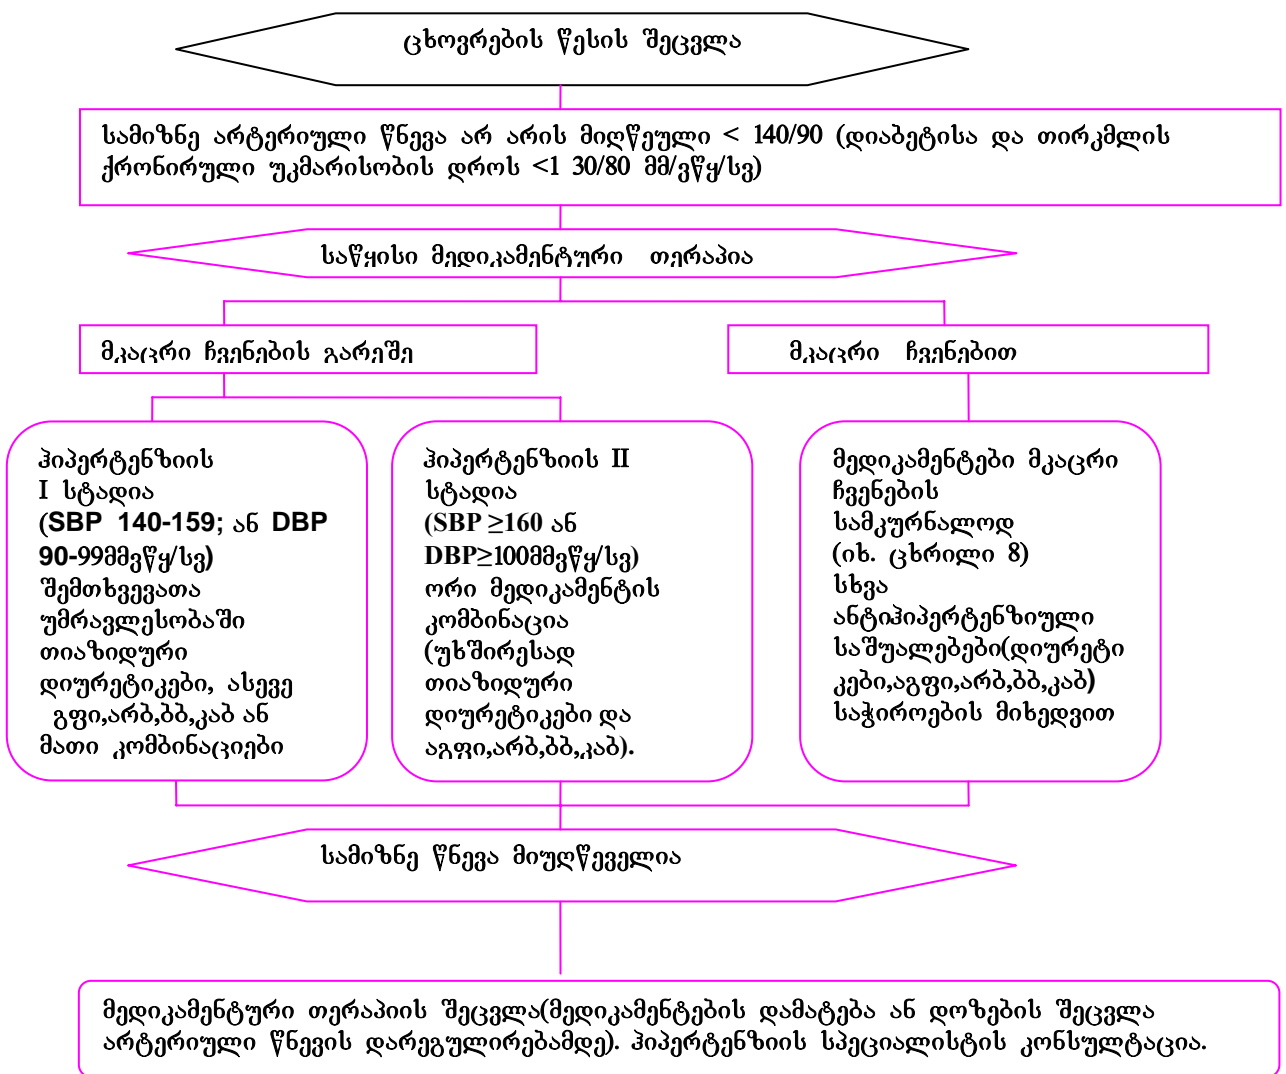 ცხოვრების წესის შეცვლა
სამიზნე არტერიული წნევა არ არის მიღწეული < 140/90 (დიაბეტისა და თირკმლის
ქრონირული უკმარისობის დროს <1 30/80 მმ/ვწყ/სვ)
საწყისი მედიკამენტური თერაპია
მკაცრი ჩვენების გარეშე
მკაცრი ჩვენებით
ჰიპერტენზიის
I სტადია
(SBP 140-159; ან DBP
90-99მმვწყ/სვ)
შემთხვევათა
უმრავლესობაში
თიაზიდური
დიურეტიკები, ასევე
გფი,არბ,ბბ,კაბ ან
მათი კომბინაციები
ჰიპერტენზიის II
სტადია
(SBP ≥160 ან
DBP≥100მმვწყ/სვ)
ორი მედიკამენტის
კომბინაცია
(უხშირესად
თიაზიდური
დიურეტიკები და
აგფი,არბ,ბბ,კაბ).
მედიკამენტები მკაცრი
ჩვენების
სამკურნალოდ
(იხ. ცხრილი 8)
სხვა
ანტიჰიპერტენზიული
საშუალებები(დიურეტი
კები,აგფი,არბ,ბბ,კაბ)
საჭიროების მიხედვით
სამიზნე წნევა მიუღწეველია
მედიკამენტური თერაპიის შეცვლა(მედიკამენტების დამატება ან დოზების შეცვლა
არტერიული წნევის დარეგულირებამდე). ჰიპერტენზიის სპეციალისტის კონსულტაცია.